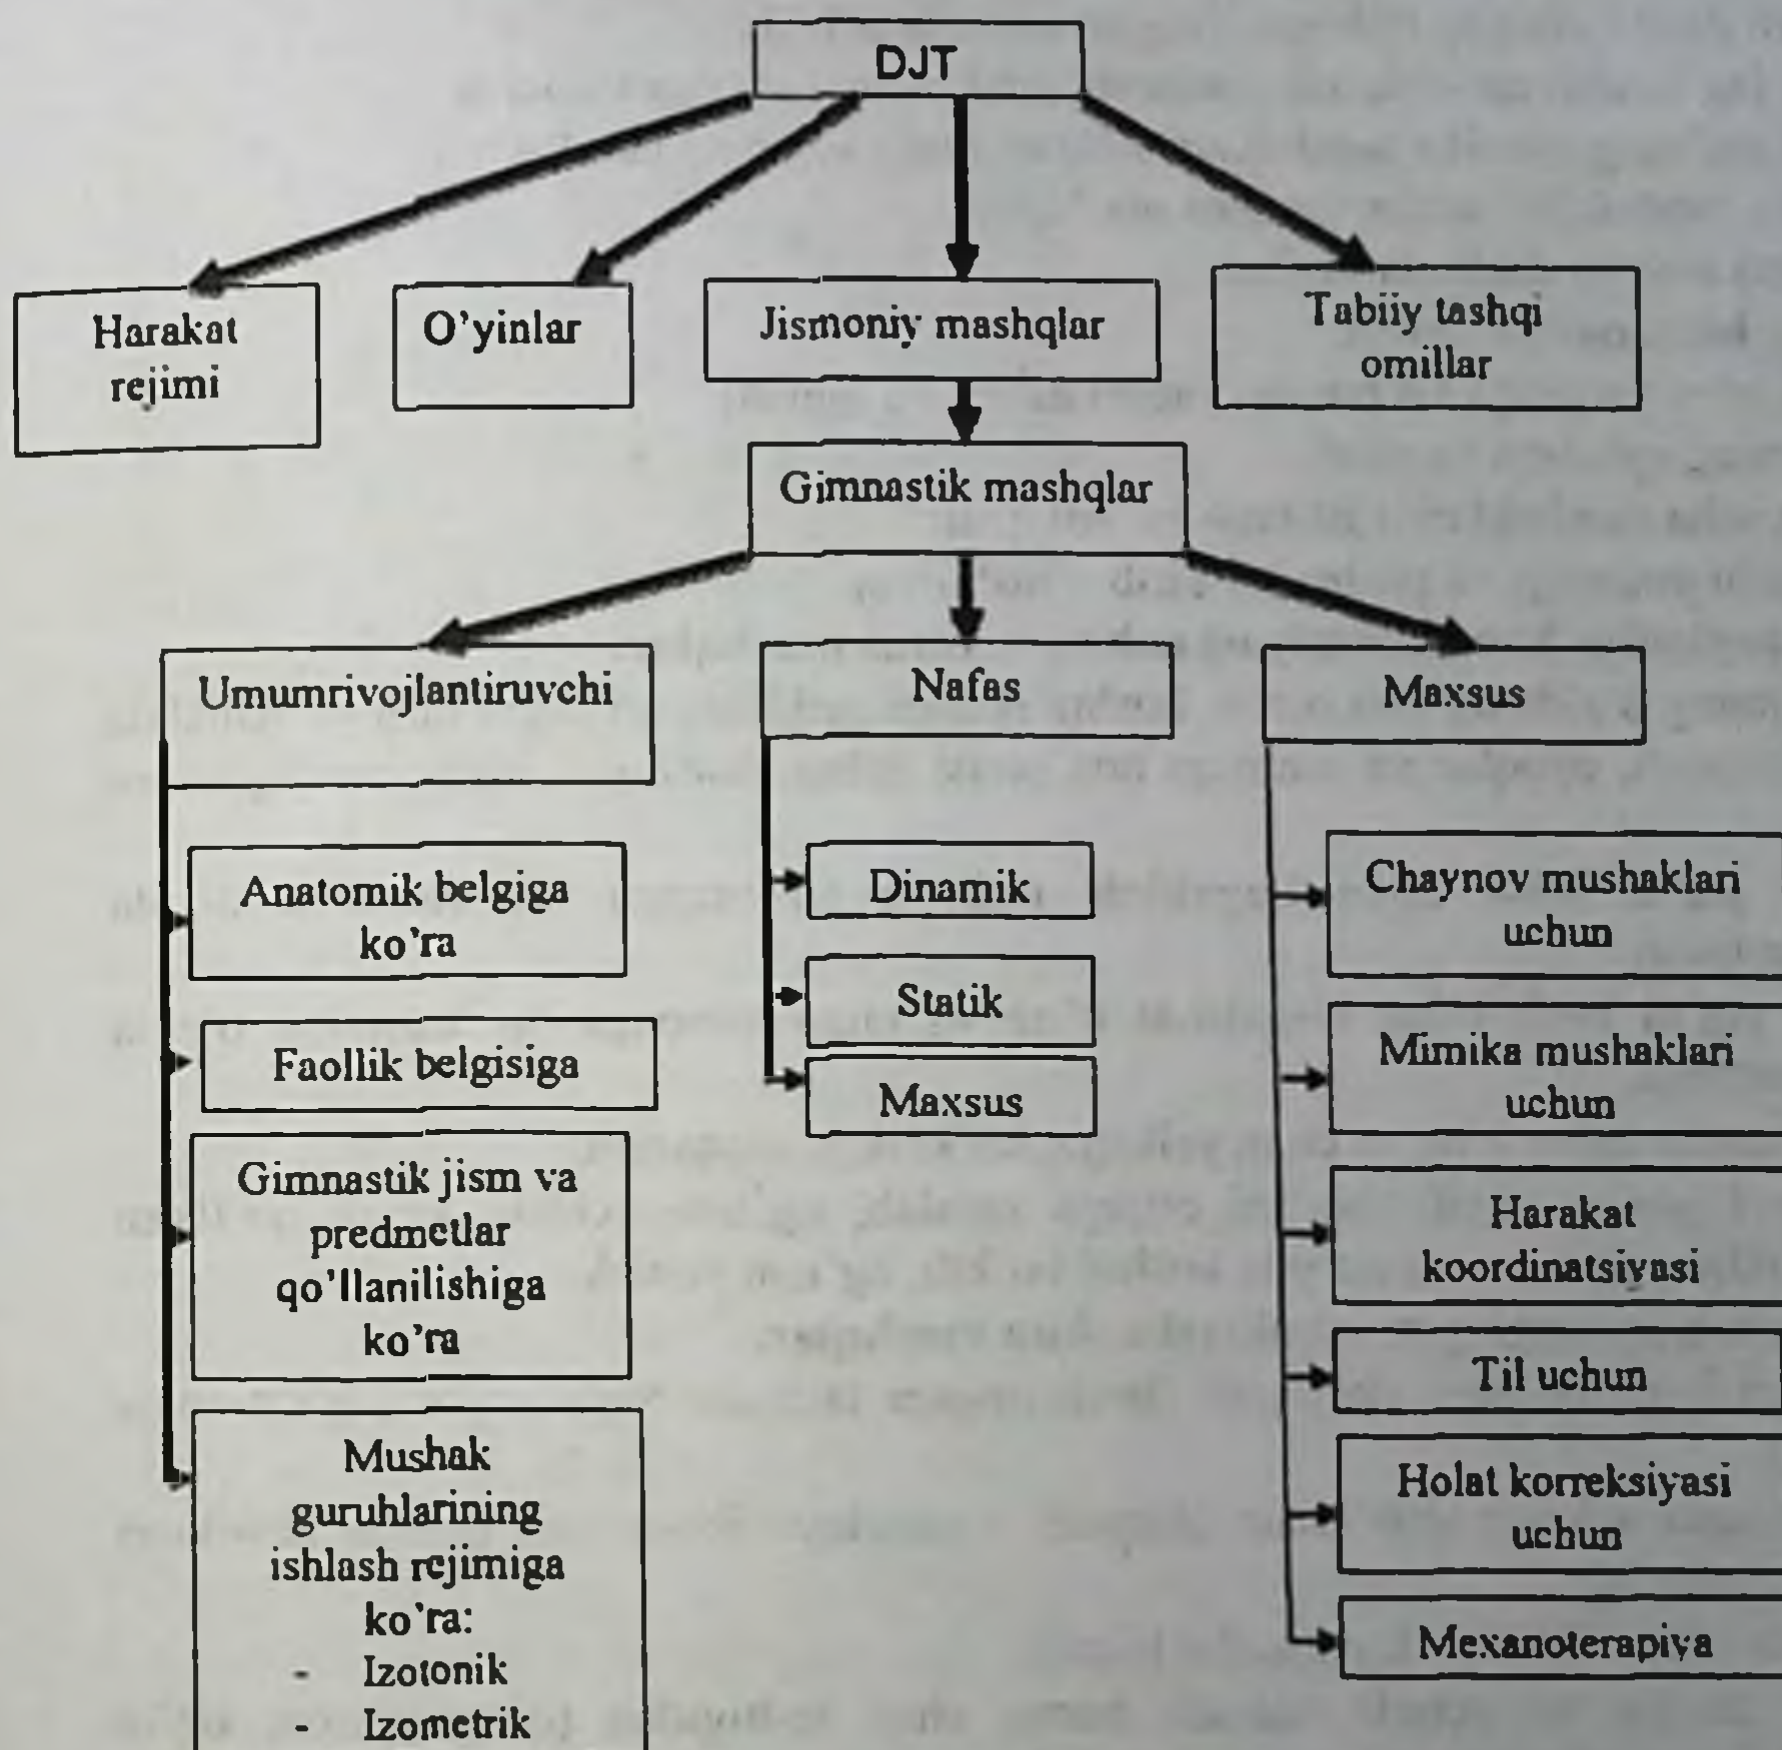 DJT
Harakat
rejimi
O'yinlar
Jismoniy mashqlar
Tabiiy tashqi
omillar
Gimnastik mashqlar
Umumrivojlantiruvchi
Nafas
Maxsus
Anatomik belgiga
ko'ra
Faollik belgisiga
Gimnastik jism va
predmetlar
qo'llanilishiga
ko'ra
Mushak
guruhlarining
ishlash rejimiga
ko'ra:
- Izotonik
- Izometrik
Dinamik
Statik
Maxsus
Chaynov mushaklari
uchun
Mimika mushaklari
uchun
Harakat
koordinatsiyasi
Til uchun
Holat korreksiyasi
uchun
Mexanoterapiya